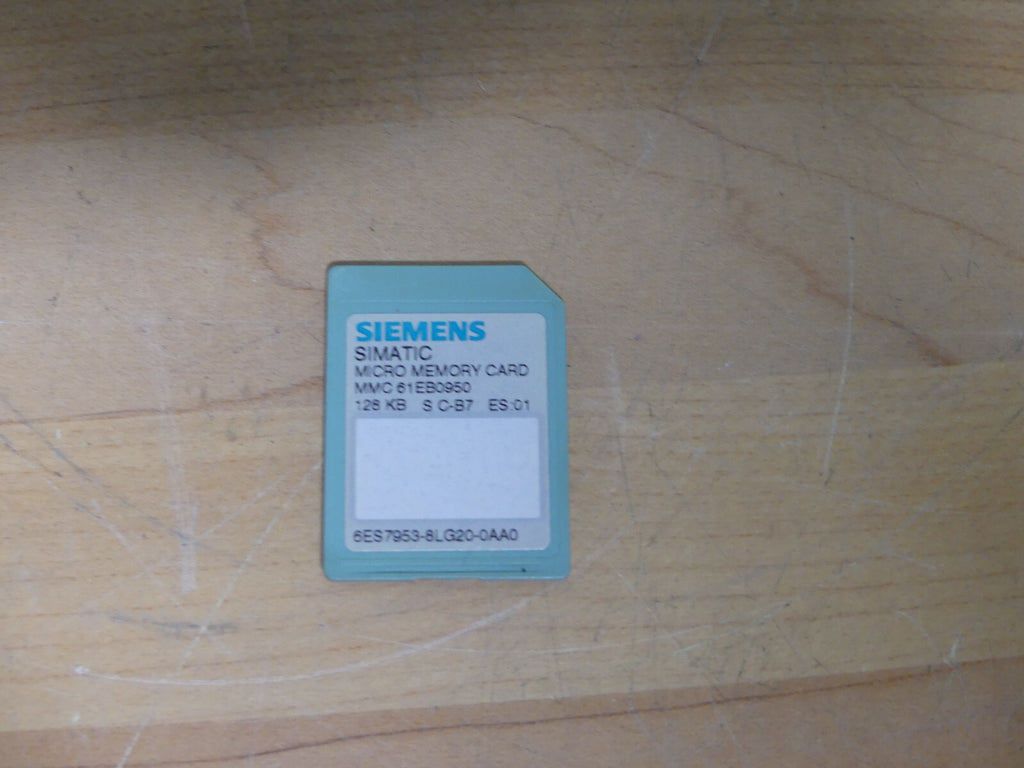 SIEMENS
SIMATIC
MICRO MEMORY CARD
MMC 61EB0950
128 KB S C-B7 ES:01
6ES7953-8LG20-0AA0